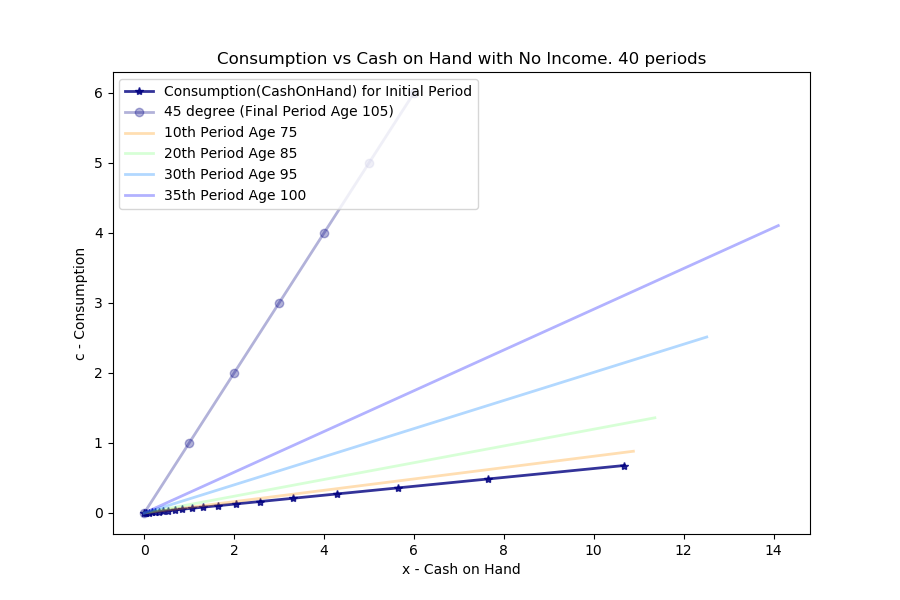 Consumption vs Cash on Hand with No Income. 40 periods
Consumption(CashOnHand) for Initial Period
45 degree (Final Period Age 105)
10th Period Age 75
20th Period Age 85
30th Period Age 95
35th Period Age 100
6
5
4
3
2
1
0
c - Consumption
0 2 4 6 8 10 12 14
x - Cash on Hand